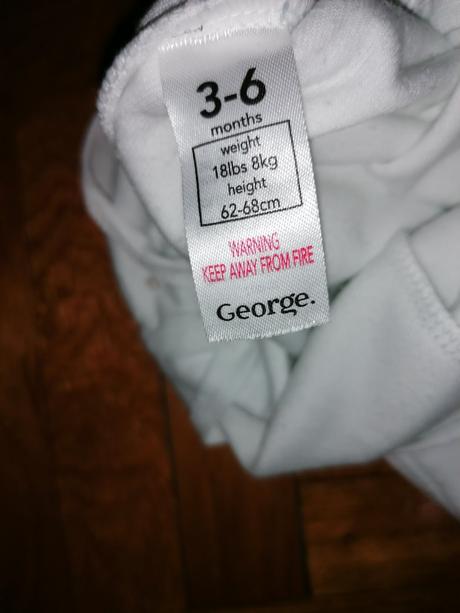 3-6
months
weight
18lbs 8kg
height
62-68cm
WARNING
KEEP AWAY FROM FIRE
George.